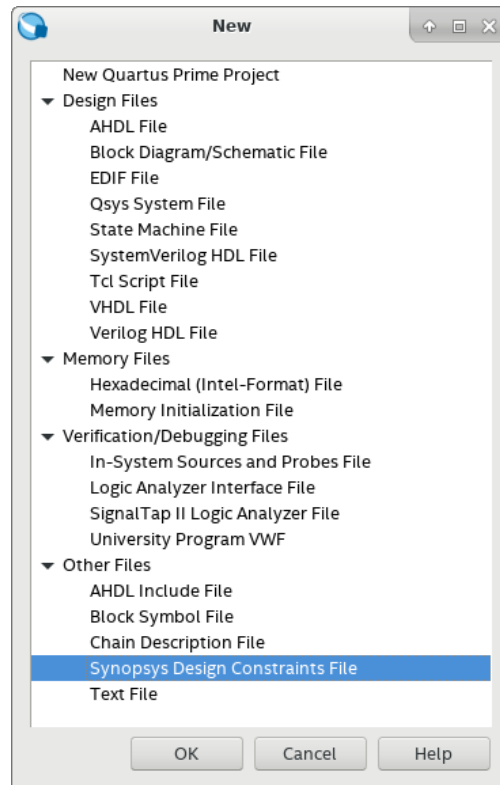 New
New Quartus Prime Project
Design Files
AHDL File
Block Diagram/Schematic File
EDIF File
Qsys System File
State Machine File
SystemVerilog HDL File
Tcl Script File
VHDL File
Verilog HDL File
Memory Files
Hexadecimal (Intel-Format) File
Memory Initialization File
Verification/Debugging Files
In-System Sources and Probes File
Logic Analyzer Interface File
SignalTap II Logic Analyzer File
University Program VWF
Other Files
AHDL Include File
Block Symbol File
Chain Description File
Synopsys Design Constraints File
Text File
OK Cancel Help